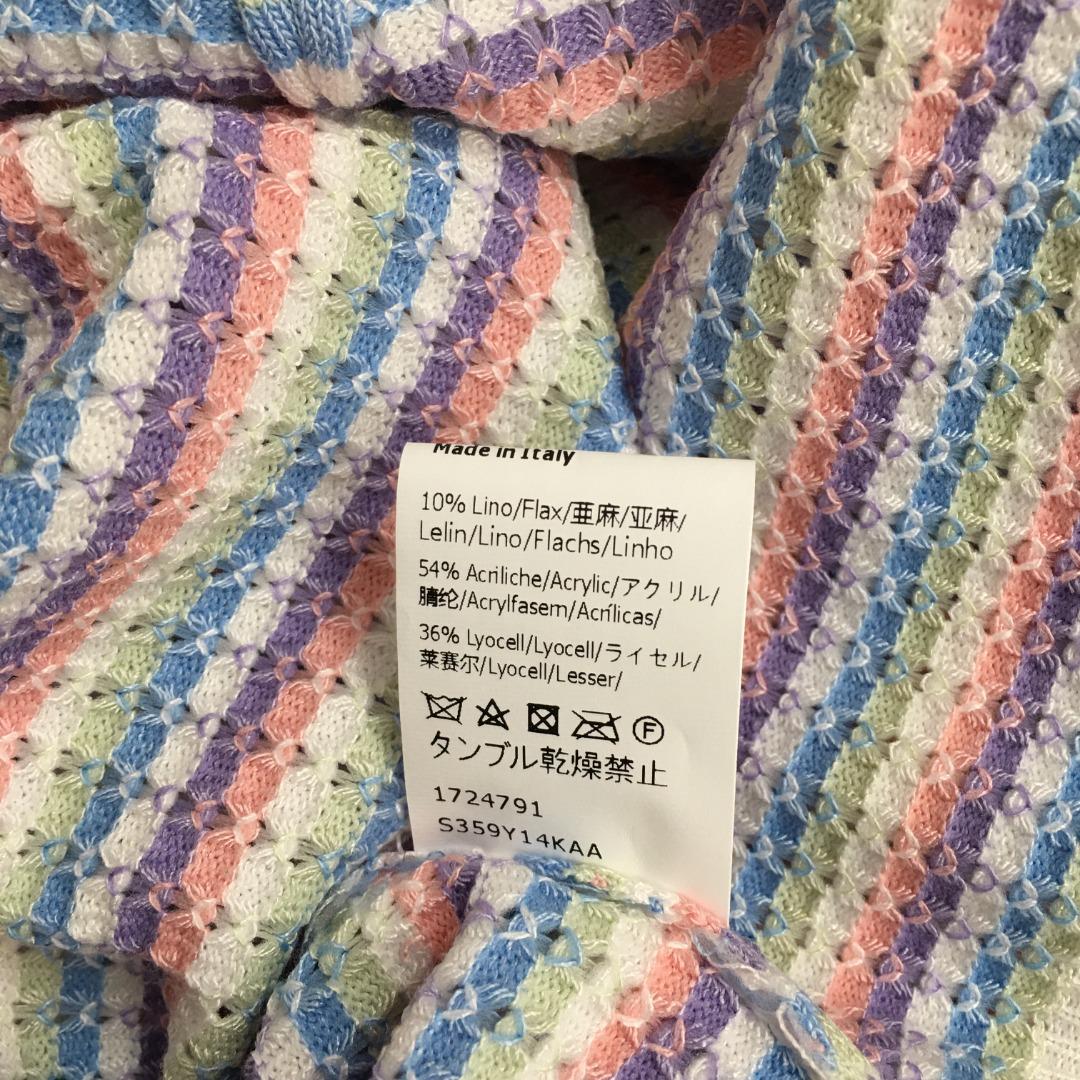 Made in Italy
10% Lino/Flax/亜麻/亚麻/
Lelin/Lino/Flachs/Linho
54% Acriliche/Acrylic/アクリル/
腈纶/Acrylfasern/Acrílicas/
36% Lyocell/Lyocell/ライセル/
莱赛尔/Lyocell/Lesser/
F
タンブル乾燥禁止
1724791
S359Y14KAA